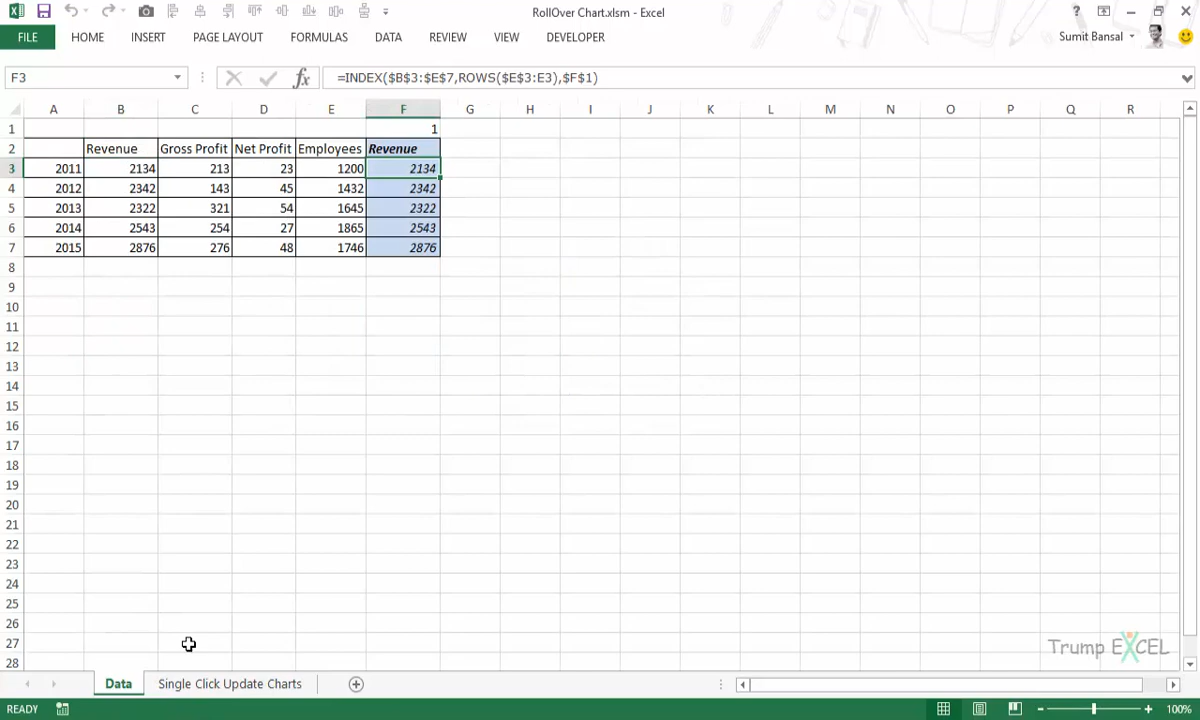 RollOver Chart.xlsm - Excel
FILE HOME INSERT PAGE LAYOUT FORMULAS DATA REVIEW VIEW DEVELOPER Sumit Bansal
F3 fx =INDEX($B$3:$E$7,ROWS($E$3:E3),$F$1)
A B C D E F G H I J K L M N O P Q R
1 1
2 Revenue Gross Profit Net Profit Employees Revenue
3 2011 2134 213 23 1200 2134
4 2012 2342 143 45 1432 2342
5 2013 2322 321 54 1645 2322
6 2014 2543 254 27 1865 2543
7 2015 2876 276 48 1746 2876
8
9
10
11
12
13
14
15
16
17
18
19
20
21
22
23
24
25
26
27 Trump EXCEL
28
Data Single Click Update Charts
READY 100%